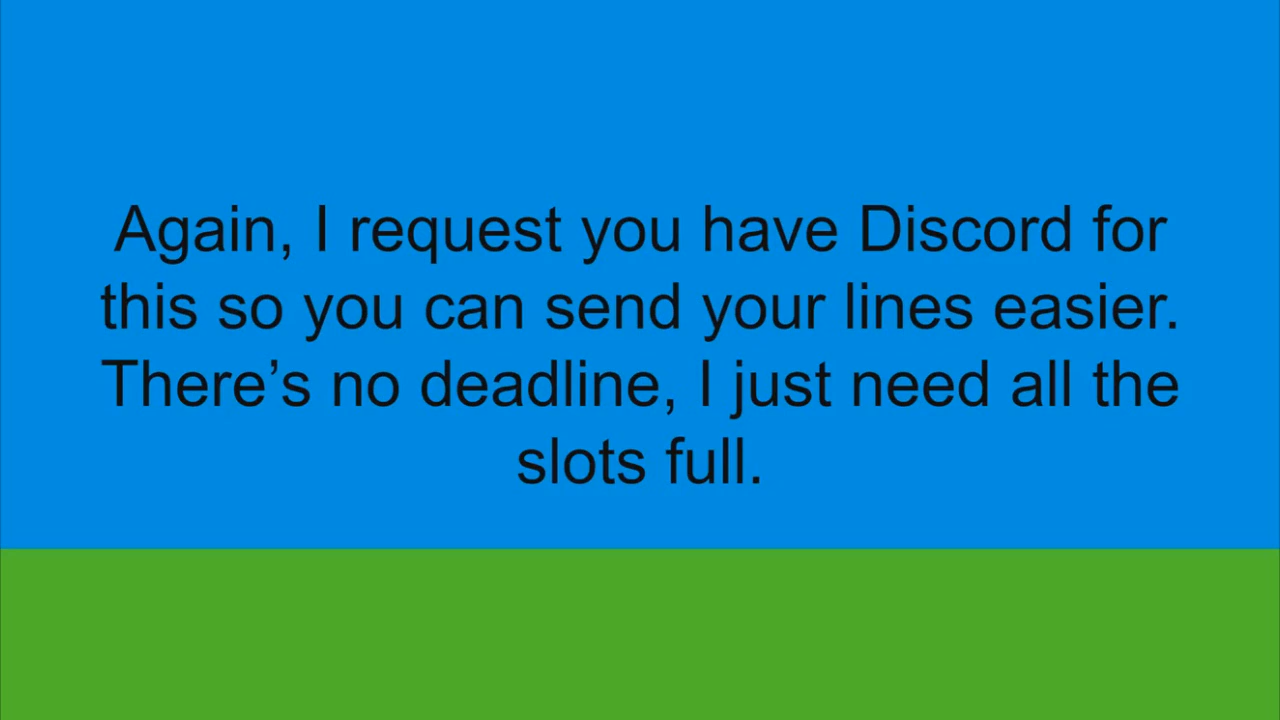 Again, I request you have Discord for
this so you can send your lines easier.
There’s no deadline, I just need all the
slots full.